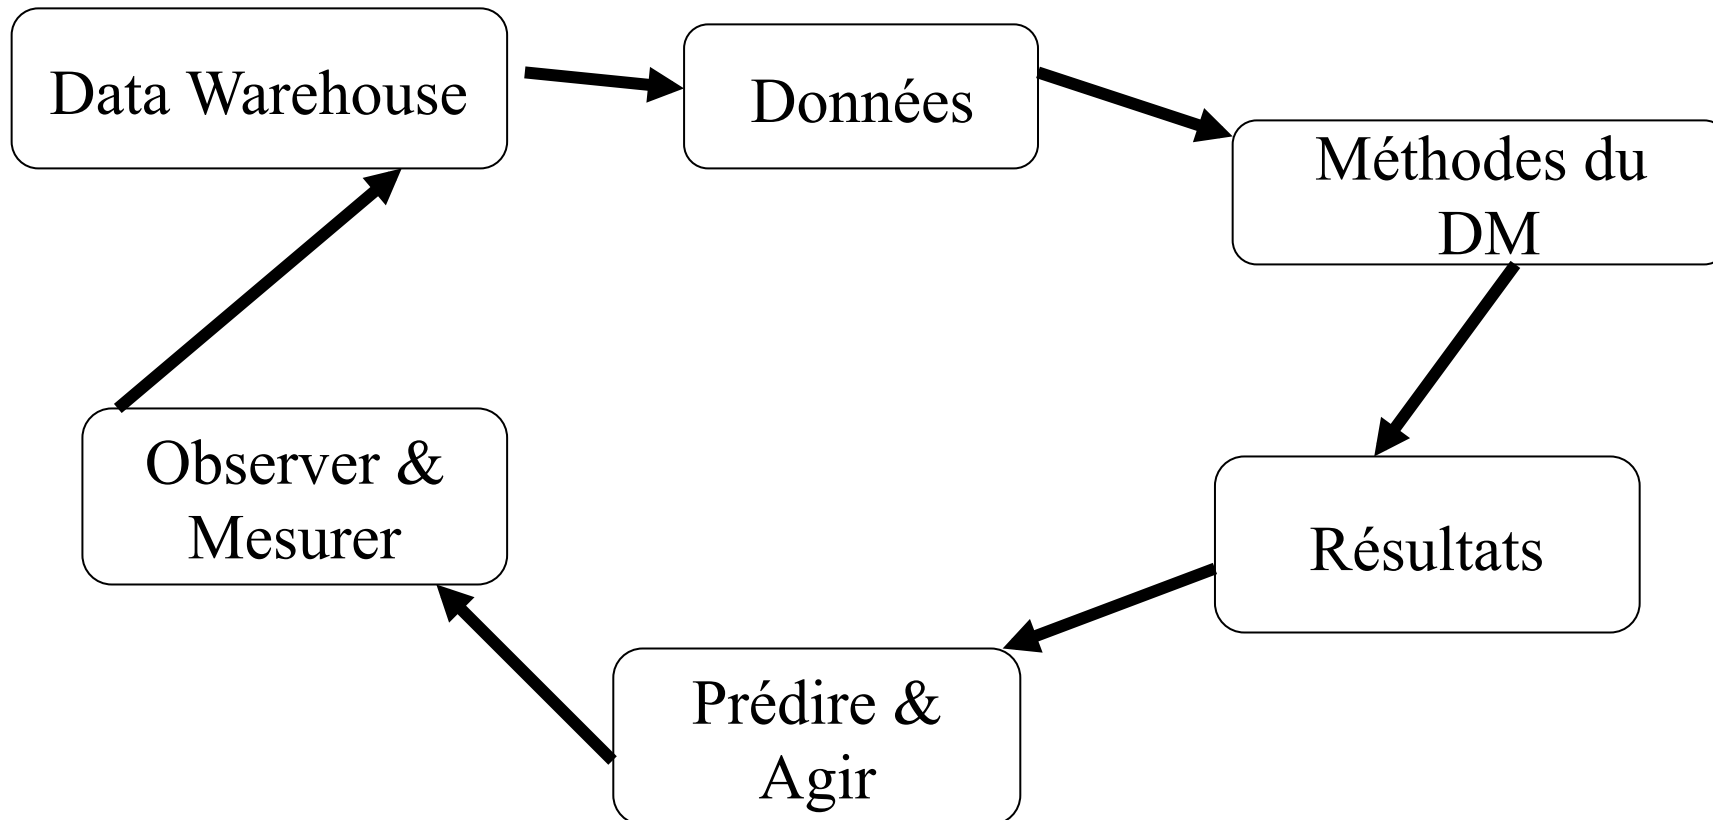 Data Warehouse
Données
Méthodes du
DM
Résultats
Prédire &
Agir
Observer &
Mesurer